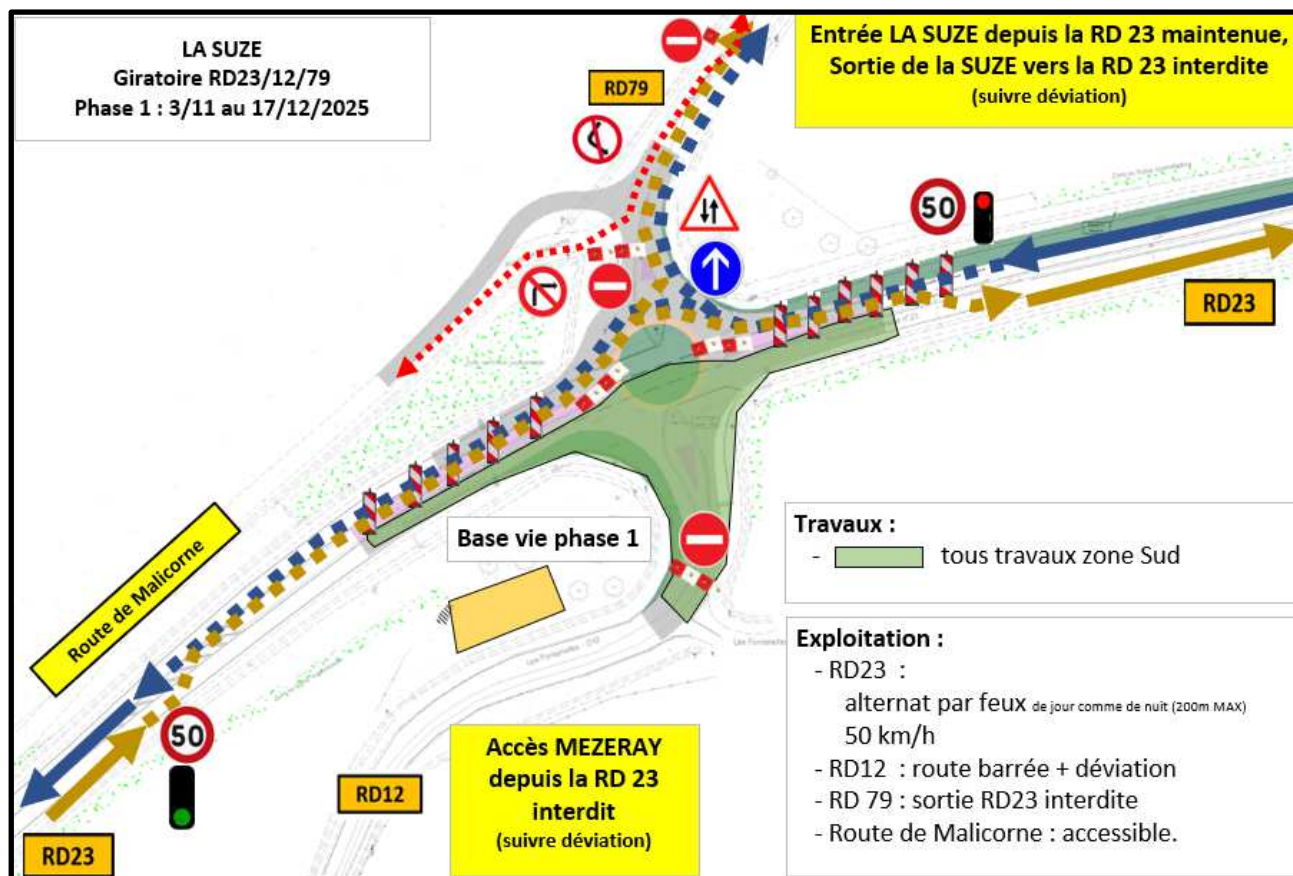 LA SUZE
Giratoire RD23/12/79
Phase 1 : 3/11 au 17/12/2025
RD79
Entrée LA SUZE depuis la RD 23 maintenue,
Sortie de la SUZE vers la RD 23 interdite
(suivre déviation)
50
RD23
Base vie phase 1
Route de Malicorne
50
RD23
RD12
Accès MEZERAY
depuis la RD 23
interdit
(suivre déviation)
Travaux :
- tous travaux zone Sud
Exploitation :
- RD23 :
alternat par feux de jour comme de nuit (200m MAX)
50 km/h
- RD12 : route barrée + déviation
- RD 79 : sortie RD23 interdite
- Route de Malicorne : accessible.